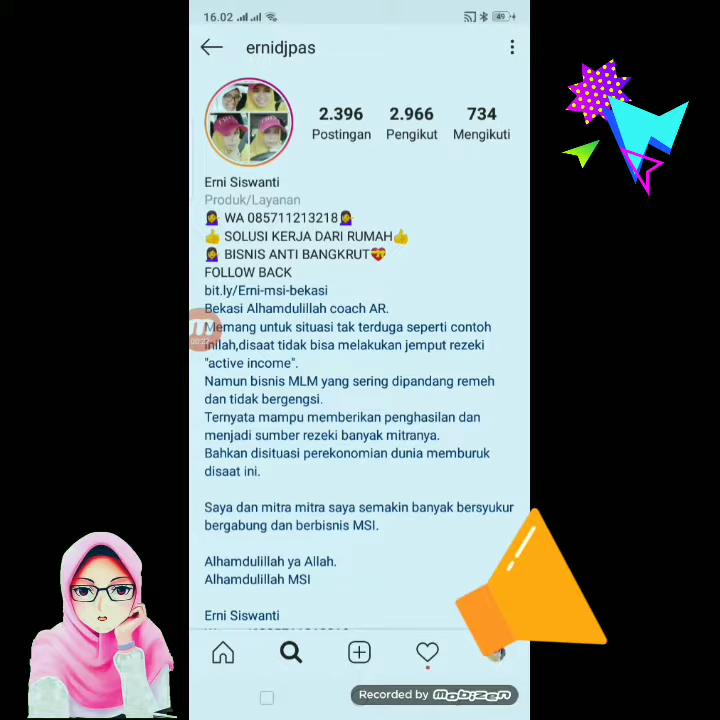 16.02
49
ernidjpas
2.396 2.966 734
Postingan Pengikut Mengikuti
Erni Siswanti
Produk/Layanan
WA 085711213218
SOLUSI KERJA DARI RUMAH
BISNIS ANTI BANGKRUT
FOLLOW BACK
bit.ly/Erni-msi-bekasi
Bekasi Alhamdulillah coach AR.
Memang untuk situasi tak terduga seperti contoh
inilah,disaat tidak bisa melakukan jemput rezeki
"active income".
Namun bisnis MLM yang sering dipandang remeh
dan tidak bergengsi.
Ternyata mampu memberikan penghasilan dan
menjadi sumber rezeki banyak mitranya.
Bahkan disituasi perekonomian dunia memburuk
disaat ini.
Saya dan mitra mitra saya semakin banyak bersyukur
bergabung dan berbisnis MSI.
Alhamdulillah ya Allah.
Alhamdulillah MSI
Erni Siswanti
Recorded by mobizen